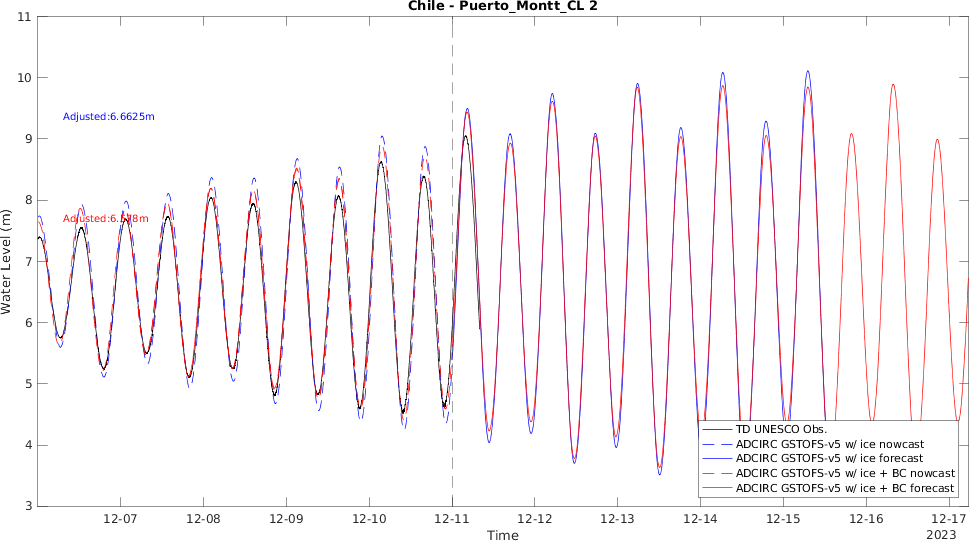 Chile - Puerto_Montt_CL 2
11
10
9
8
7
6
5
4
3
Water Level (m)
Adjusted:6.6625m
TD UNESCO Obs.
ADCIRC GSTOFS-v5 w/ ice nowcast
ADCIRC GSTOFS-v5 w/ ice forecast
ADCIRC GSTOFS-v5 w/ ice + BC nowcast
ADCIRC GSTOFS-v5 w/ ice + BC forecast
12-07
12-08
12-09
12-10
12-11
12-12
12-13
12-14
12-15
12-16
12-17
Time
2023